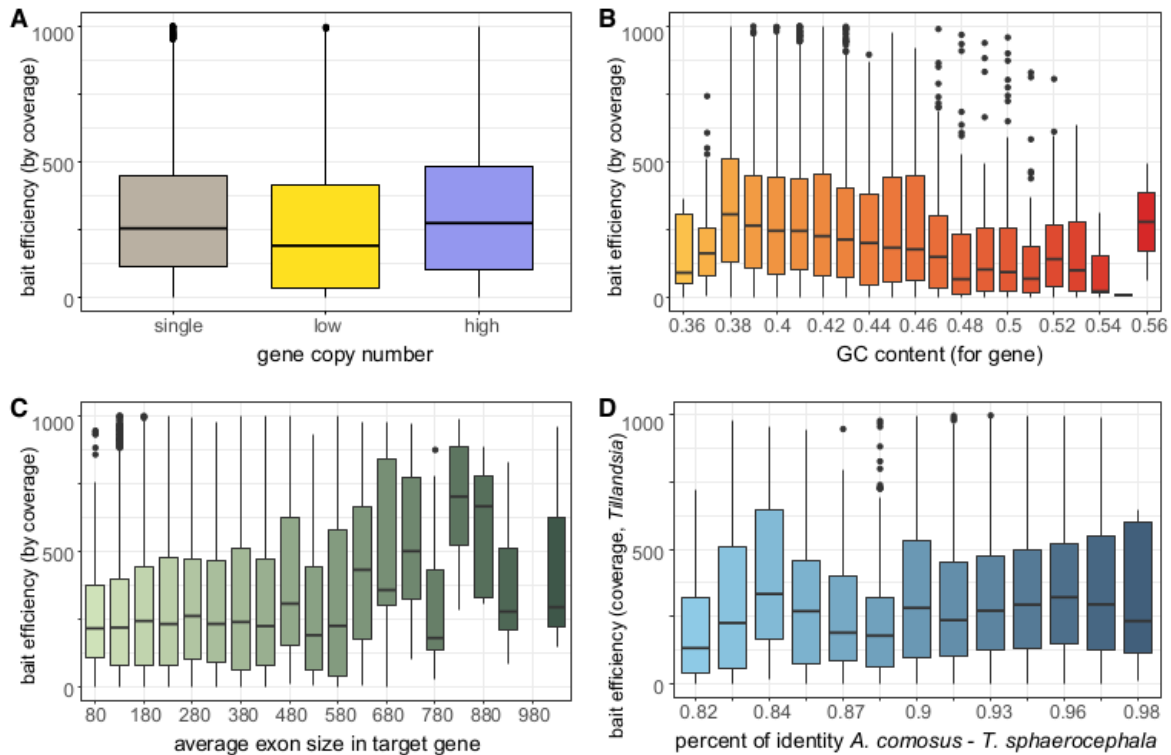 A
1000
500
0
bait efficiency (by coverage)
single low high
gene copy number
B
1000
500
0
bait efficiency (by coverage)
0.36 0.38 0.4 0.42 0.44 0.46 0.48 0.5 0.52 0.54 0.56
GC content (for gene)
C
1000
500
0
bait efficiency (by coverage)
80 180 280 380 480 580 680 780 880 980
average exon size in target gene
D
1000
500
0
bait efficiency (coverage, Tillandsia)
0.82 0.84 0.87 0.9 0.93 0.96 0.98
percent of identity A. comosus - T. sphaerocephala